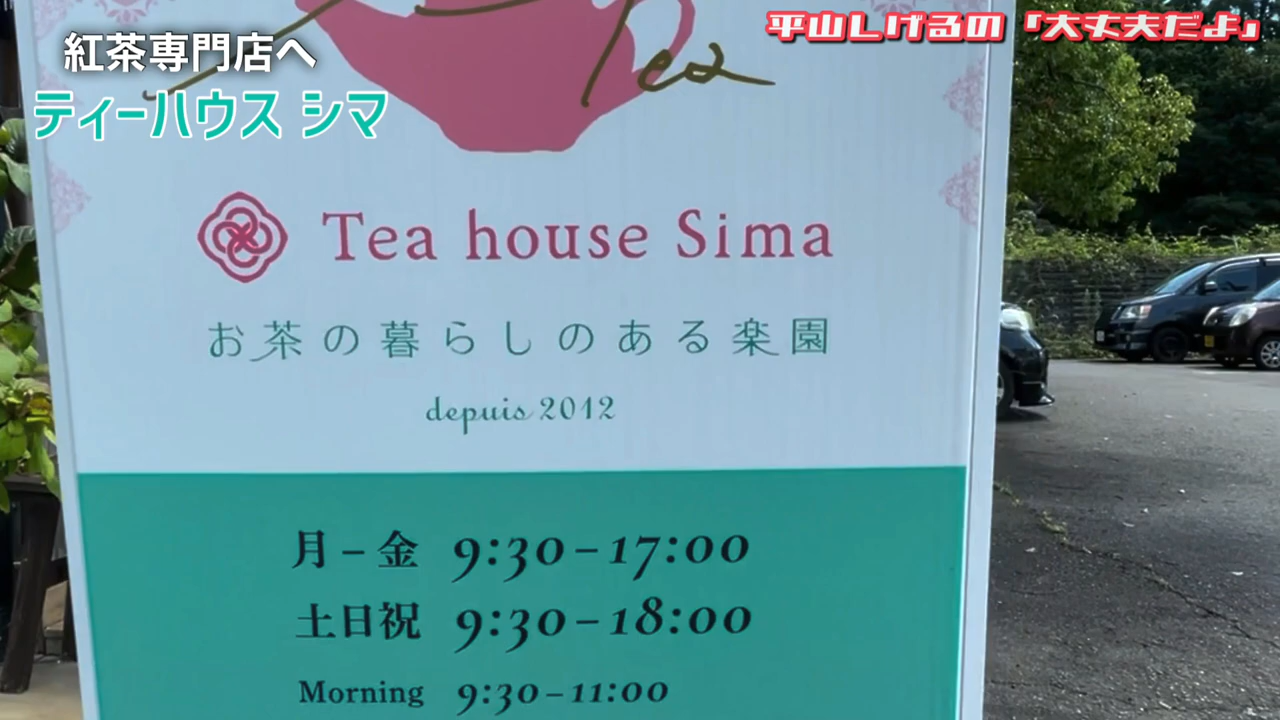 平山しげるの「大丈夫だよ」
紅茶専門店へ
ティーハウス シマ
Tea
Tea house Sima
お茶の暮らしのある楽園
depuis 2012
月－金 9:30－17:00
土日祝 9:30－18:00
Morning 9:30－11:00